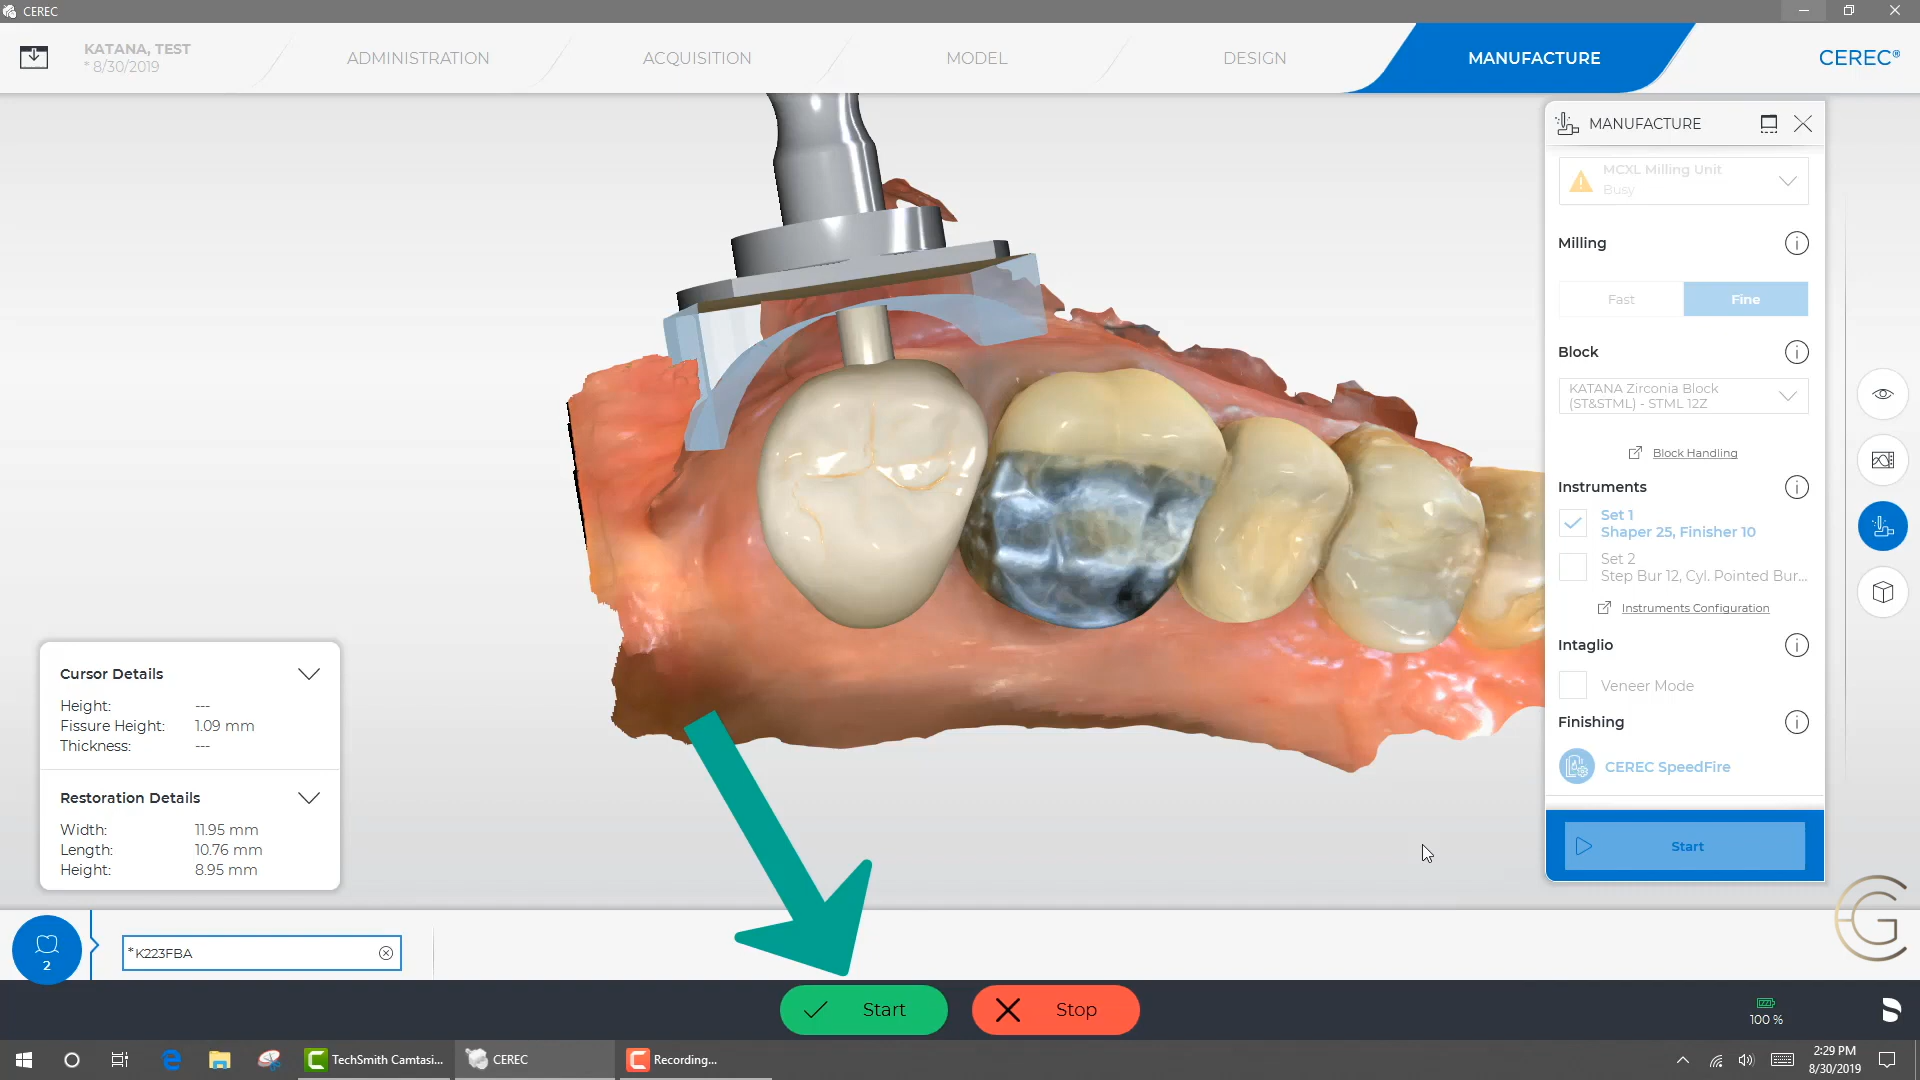 CEREC
KATANA, TEST
* 8/30/2019
ADMINISTRATION
ACQUISITION
MODEL
DESIGN
MANUFACTURE
CEREC®
MANUFACTURE
MCXL Milling Unit
Busy
Milling
Fast
Fine
Block
KATANA Zirconia Block
(ST&STML) - STML 12Z
Block Handling
Instruments
Set 1
Shaper 25, Finisher 10
Set 2
Step Bur 12, Cyl. Pointed Bur...
Instruments Configuration
Intaglio
Veneer Mode
Finishing
CEREC SpeedFire
Start
Cursor Details
Height: ---
Fissure Height: 1.09 mm
Thickness: ---
Restoration Details
Width: 11.95 mm
Length: 10.76 mm
Height: 8.95 mm
2
*K223FBA
Start
Stop
100 %
TechSmith Camtasi...
CEREC
Recording...
2:29 PM
8/30/2019